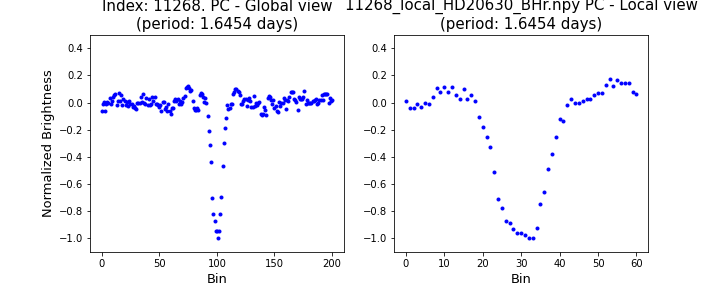 Index: 11268. PC - Global view
(period: 1.6454 days)
11268_local_HD20630_BHr.npy PC - Local view
(period: 1.6454 days)
Normalized Brightness
0.4
0.2
0.0
−0.2
−0.4
−0.6
−0.8
−1.0
0 50 100 150 200
Bin
0.4
0.2
0.0
−0.2
−0.4
−0.6
−0.8
−1.0
0 10 20 30 40 50 60
Bin